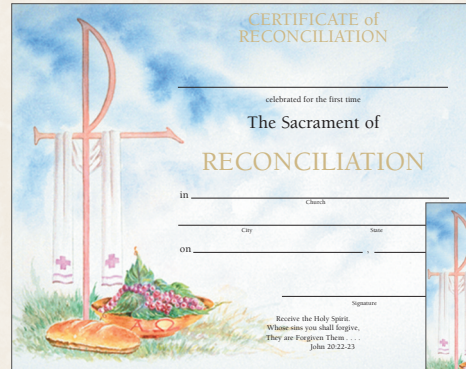 CERTIFICATE of
RECONCILIATION
celebrated for the first time
The Sacrament of
RECONCILIATION
in
Church
City State
on ,
Signature
Receive the Holy Spirit.
Whose sins you shall forgive,
They are Forgiven Them . . . .
John 20:22-23